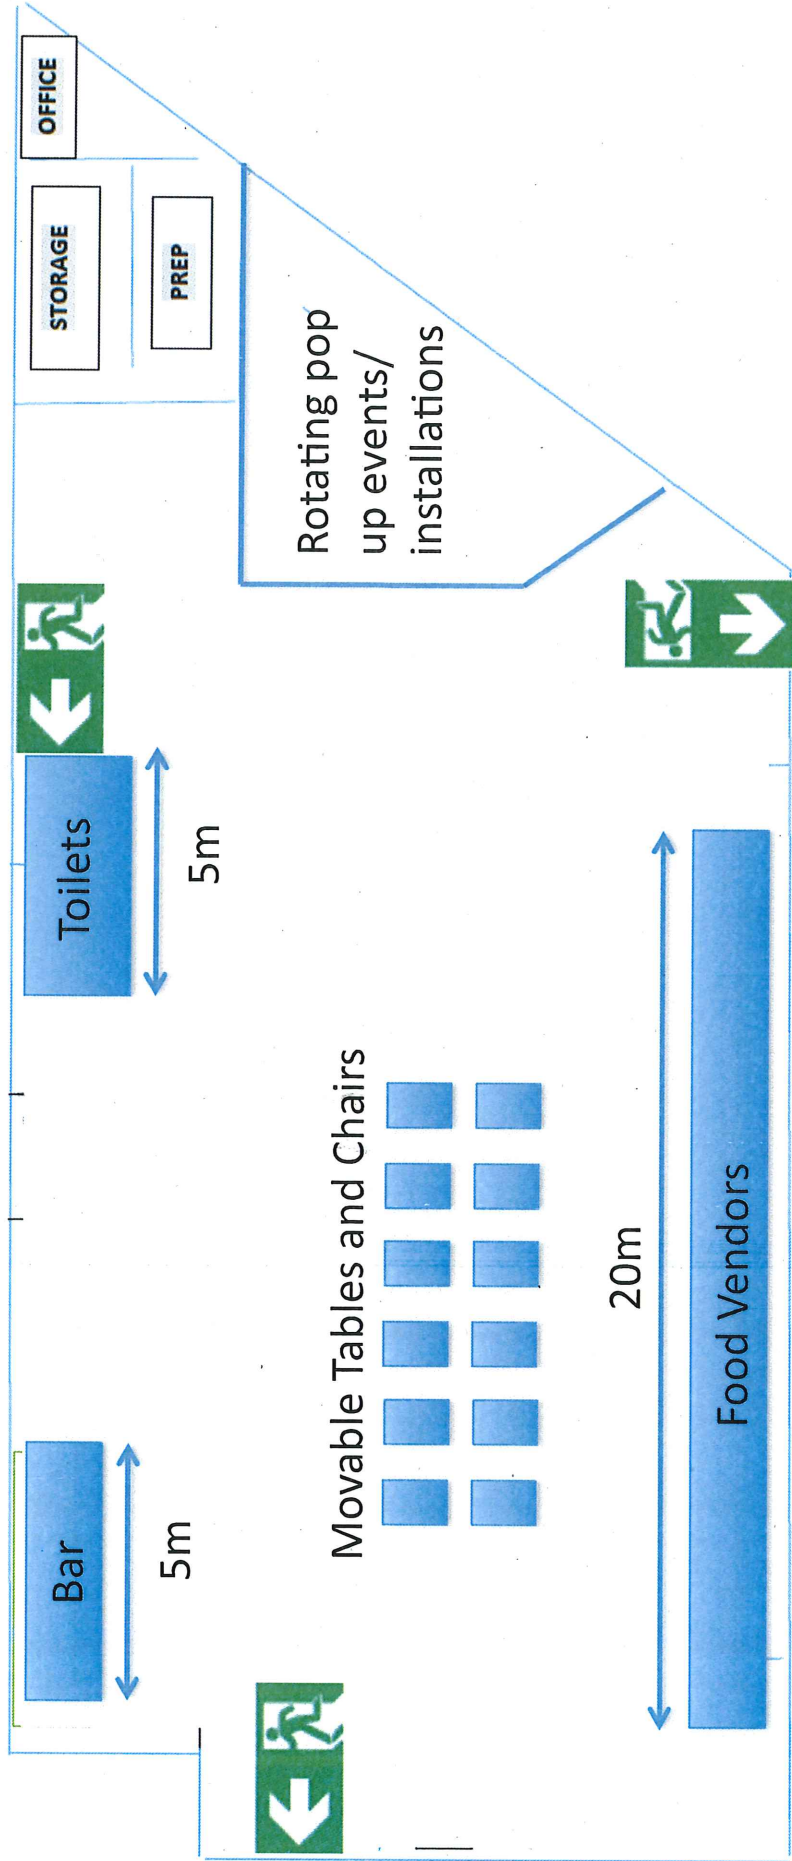 Bar
5m
Toilets
5m
STORAGE
OFFICE
PREP
Movable Tables and Chairs
Rotating pop
up events/
installations
20m
Food Vendors